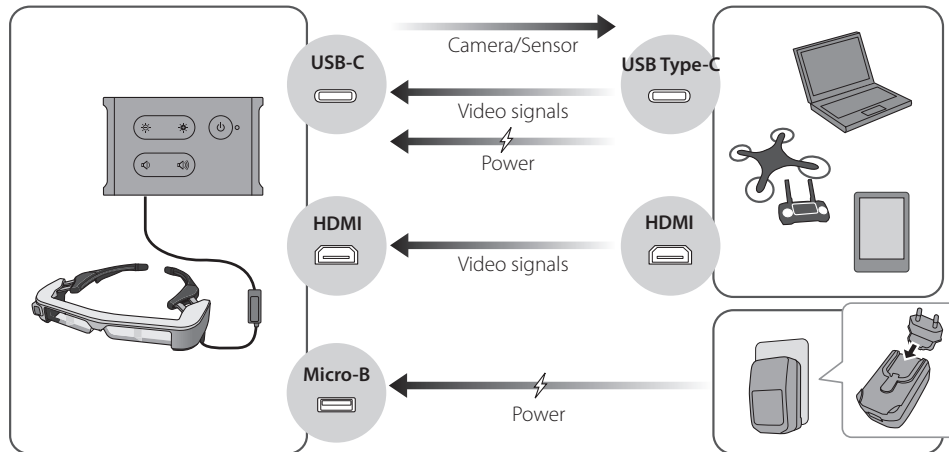 Camera/Sensor
USB-C
USB Type-C
Video signals
Power
HDMI
HDMI
Video signals
Micro-B
Power